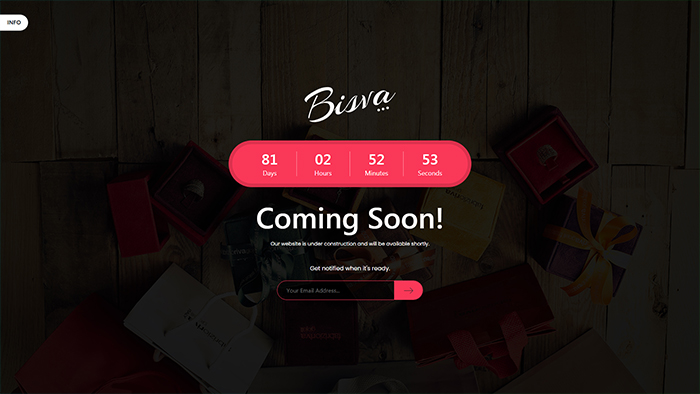 INFO
Bisva
81 02 52 53
Days Hours Minutes Seconds
Coming Soon!
Our website is under construction and will be available shortly.
Get notified when it's ready.
Your Email Address...